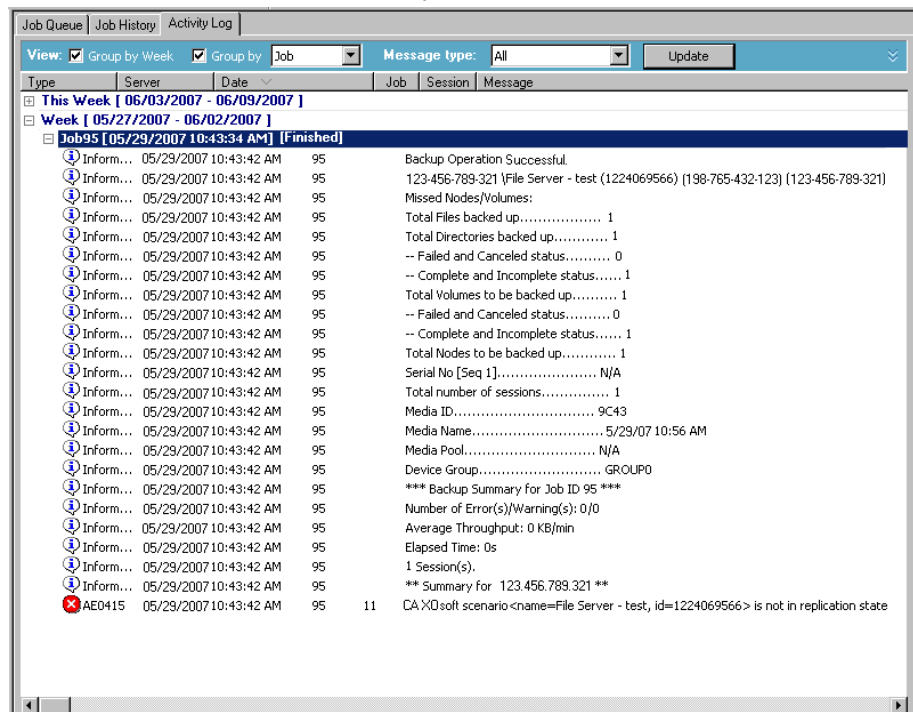 Job Queue Job History Activity Log
View: Group by Week Group by Job Message type: All Update
Type Server Date Job Session Message
This Week [ 06/03/2007 - 06/09/2007 ]
Week [ 05/27/2007 - 06/02/2007 ]
Job95 [05/29/2007 10:43:34 AM] [Finished]
Inform... 05/29/2007 10:43:42 AM 95 Backup Operation Successful.
Inform... 05/29/2007 10:43:42 AM 95 123-456-789-321 \File Server - test (1224069566) (198-765-432-123) (123-456-789-321)
Inform... 05/29/2007 10:43:42 AM 95 Missed Nodes/Volumes:
Inform... 05/29/2007 10:43:42 AM 95 Total Files backed up.................. 1
Inform... 05/29/2007 10:43:42 AM 95 Total Directories backed up............ 1
Inform... 05/29/2007 10:43:42 AM 95 -- Failed and Canceled status.......... 0
Inform... 05/29/2007 10:43:42 AM 95 -- Complete and Incomplete status...... 1
Inform... 05/29/2007 10:43:42 AM 95 Total Volumes to be backed up.......... 1
Inform... 05/29/2007 10:43:42 AM 95 -- Failed and Canceled status..........0
Inform... 05/29/2007 10:43:42 AM 95 -- Complete and Incomplete status...... 1
Inform... 05/29/2007 10:43:42 AM 95 Total Nodes to be backed up............ 1
Inform... 05/29/2007 10:43:42 AM 95 Serial No [Seq 1]...................... N/A
Inform... 05/29/2007 10:43:42 AM 95 Total number of sessions............... 1
Inform... 05/29/2007 10:43:42 AM 95 Media ID............................... 9C43
Inform... 05/29/2007 10:43:42 AM 95 Media Name............................. 5/29/07 10:56 AM
Inform... 05/29/2007 10:43:42 AM 95 Media Pool............................. N/A
Inform... 05/29/2007 10:43:42 AM 95 Device Group........................... GROUP0
Inform... 05/29/2007 10:43:42 AM 95 *** Backup Summary for Job ID 95 ***
Inform... 05/29/2007 10:43:42 AM 95 Number of Error(s)/Warning(s): 0/0
Inform... 05/29/2007 10:43:42 AM 95 Average Throughput: 0 KB/min
Inform... 05/29/2007 10:43:42 AM 95 Elapsed Time: 0s
Inform... 05/29/2007 10:43:42 AM 95 1 Session(s).
Inform... 05/29/2007 10:43:42 AM 95 ** Summary for 123.456.789.321 **
AE0415 05/29/2007 10:43:42 AM 95 11 CA XOsoft scenario<name=File Server - test, id=1224069566> is not in replication state